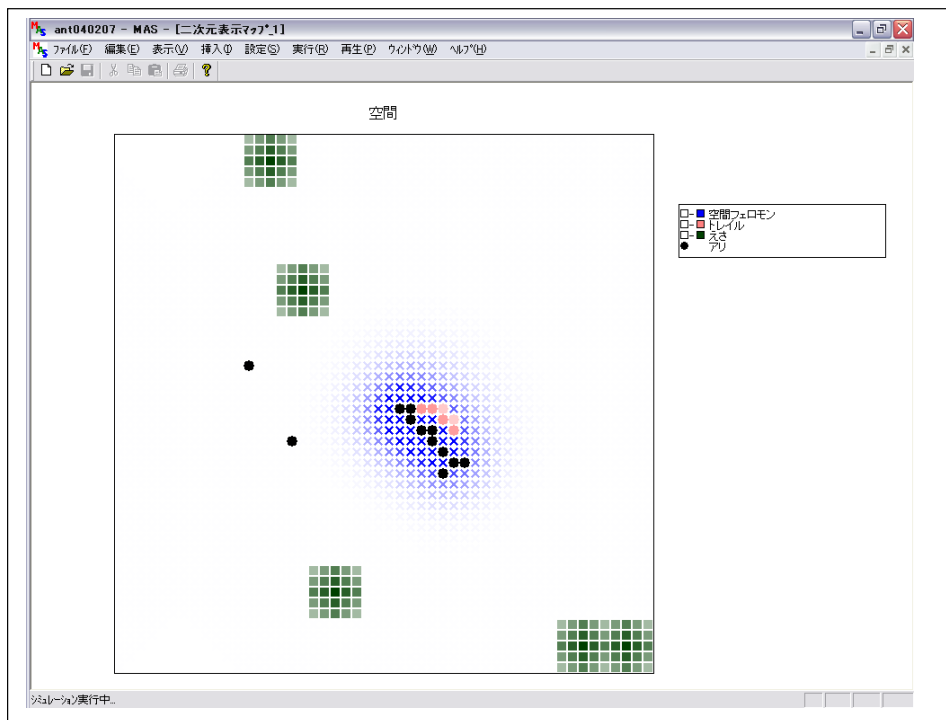 ant040207 - MAS - [二次元表示マップ_1]
ファイル(F) 編集(E) 表示(V) 挿入(I) 設定(S) 実行(R) 再生(P) ウィンドウ(W) ヘルプ(H)
空間
空間フェロモン
トレイル
えさ
アリ
シミュレーション実行中...